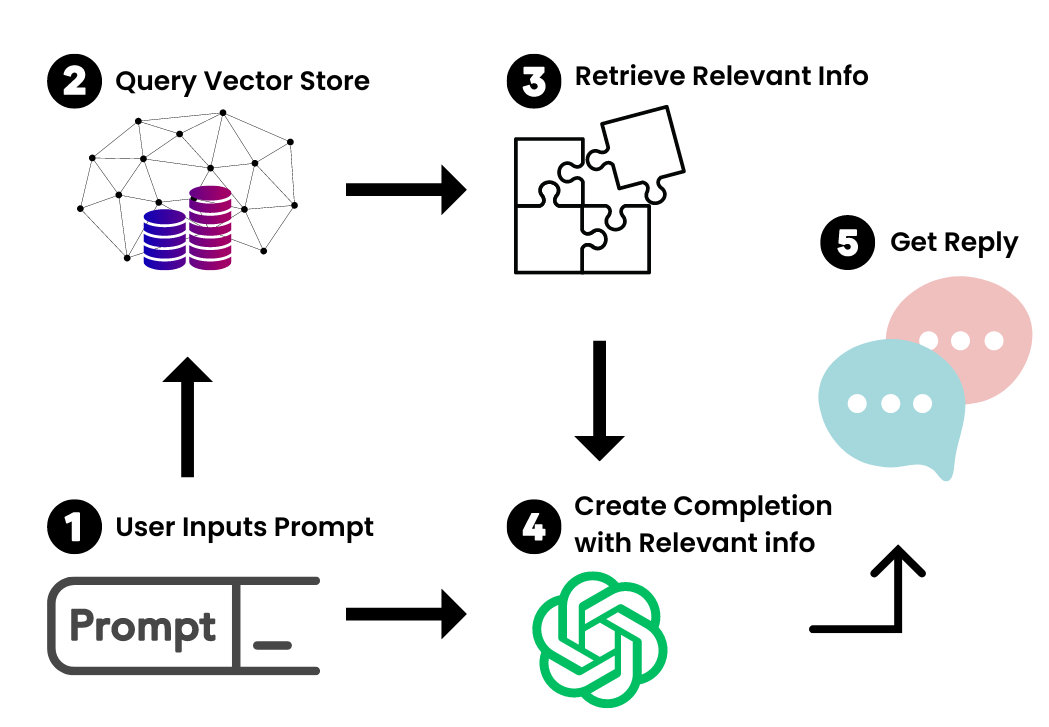 1 User Inputs Prompt
Prompt _
2 Query Vector Store
3 Retrieve Relevant Info
4 Create Completion
with Relevant info
5 Get Reply